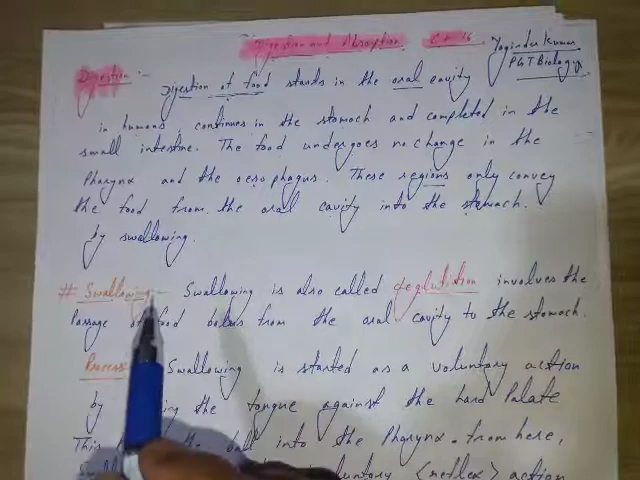 Digestion and Absorption Ch 16
Yoginder Kumar
PGT Biology
Digestion :-
Digestion of food starts in the oral cavity
in humans continues in the stomach and completed in the
small intestine. The food undergoes no change in the
Pharynx and the oesophagus. These regions only convey
the food from the oral cavity into the stomach.
by swallowing.
# Swallowing:- Swallowing is also called deglutition involves the
Passage of food bolus from the oral cavity to the stomach.
Process Swallowing is started as a voluntary action
by the tongue against the hard Palate
This the ball into the Pharynx. from here,
(reflex) action